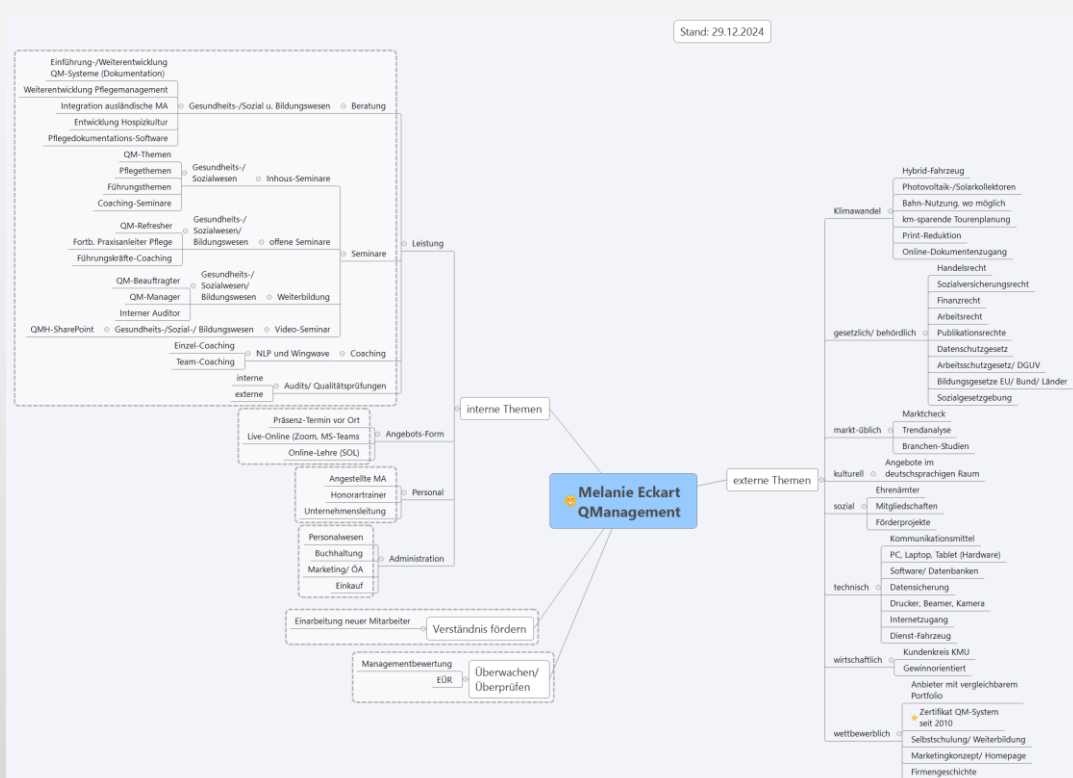 Stand: 29.12.2024
Einführung-/Weiterentwicklung
QM-Systeme (Dokumentation)
Weiterentwicklung Pflegemanagement
Integration ausländische MA
Entwicklung Hospizkultur
Pflegedokumentations-Software
Gesundheits-/Sozial u. Bildungswesen
Beratung
QM-Themen
Pflegethemen
Führungsthemen
Coaching-Seminare
Gesundheits-/
Sozialwesen
Inhous-Seminare
QM-Refresher
Fortb. Praxisanleiter Pflege
Führungskräfte-Coaching
Gesundheits-/
Sozialwesen/
Bildungswesen
offene Seminare
QM-Beauftragter
QM-Manager
Interner Auditor
Gesundheits-/
Sozialwesen/
Bildungswesen
Weiterbildung
QMH-SharePoint
Gesundheits-/Sozial-/ Bildungswesen
Video-Seminar
Seminare
Einzel-Coaching
Team-Coaching
NLP und Wingwave
Coaching
interne
externe
Audits/ Qualitätsprüfungen
Leistung
Präsenz-Termin vor Ort
Live-Online (Zoom, MS-Teams
Online-Lehre (SOL)
Angebots-Form
Angestellte MA
Honorartrainer
Unternehmensleitung
Personal
Personalwesen
Buchhaltung
Marketing/ ÖA
Einkauf
Administration
interne Themen
Einarbeitung neuer Mitarbeiter
Verständnis fördern
Managementbewertung
EÜR
Überwachen/
Überprüfen
Melanie Eckart
QManagement
externe Themen
Klimawandel
Hybrid-Fahrzeug
Photovoltaik-/Solarkollektoren
Bahn-Nutzung, wo möglich
km-sparende Tourenplanung
Print-Reduktion
Online-Dokumentenzugang
gesetzlich/ behördlich
Handelsrecht
Sozialversicherungsrecht
Finanzrecht
Arbeitsrecht
Publikationsrechte
Datenschutzgesetz
Arbeitsschutzgesetz/ DGUV
Bildungsgesetze EU/ Bund/ Länder
Sozialgesetzgebung
markt-üblich
Marktcheck
Trendanalyse
Branchen-Studien
kulturell
Angebote im
deutschsprachigen Raum
sozial
Ehrenämter
Mitgliedschaften
Förderprojekte
technisch
Kommunikationsmittel
PC, Laptop, Tablet (Hardware)
Software/ Datenbanken
Datensicherung
Drucker, Beamer, Kamera
Internetzugang
Dienst-Fahrzeug
wirtschaftlich
Kundenkreis KMU
Gewinnorientiert
wettbewerblich
Anbieter mit vergleichbarem
Portfolio
Zertifikat QM-System
seit 2010
Selbstschulung/ Weiterbildung
Marketingkonzept/ Homepage
Firmengeschichte